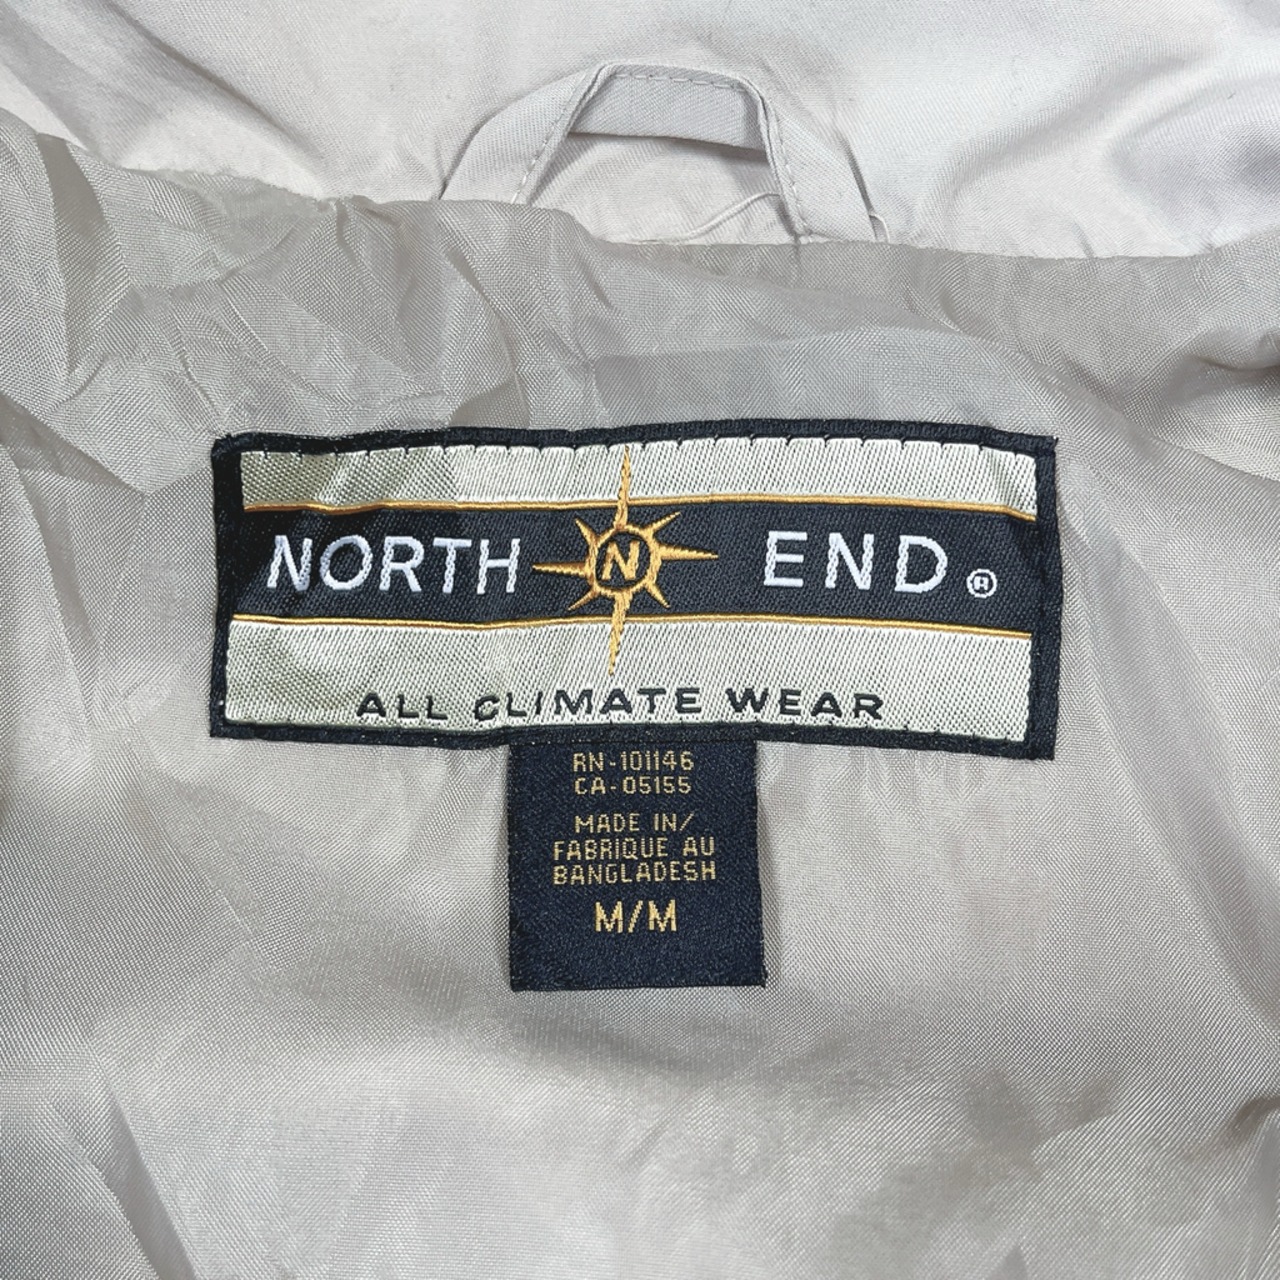 NORTH N END ®
ALL CLIMATE WEAR
RN-101146
CA-05155
MADE IN/
FABRIQUE AU
BANGLADESH
M/M